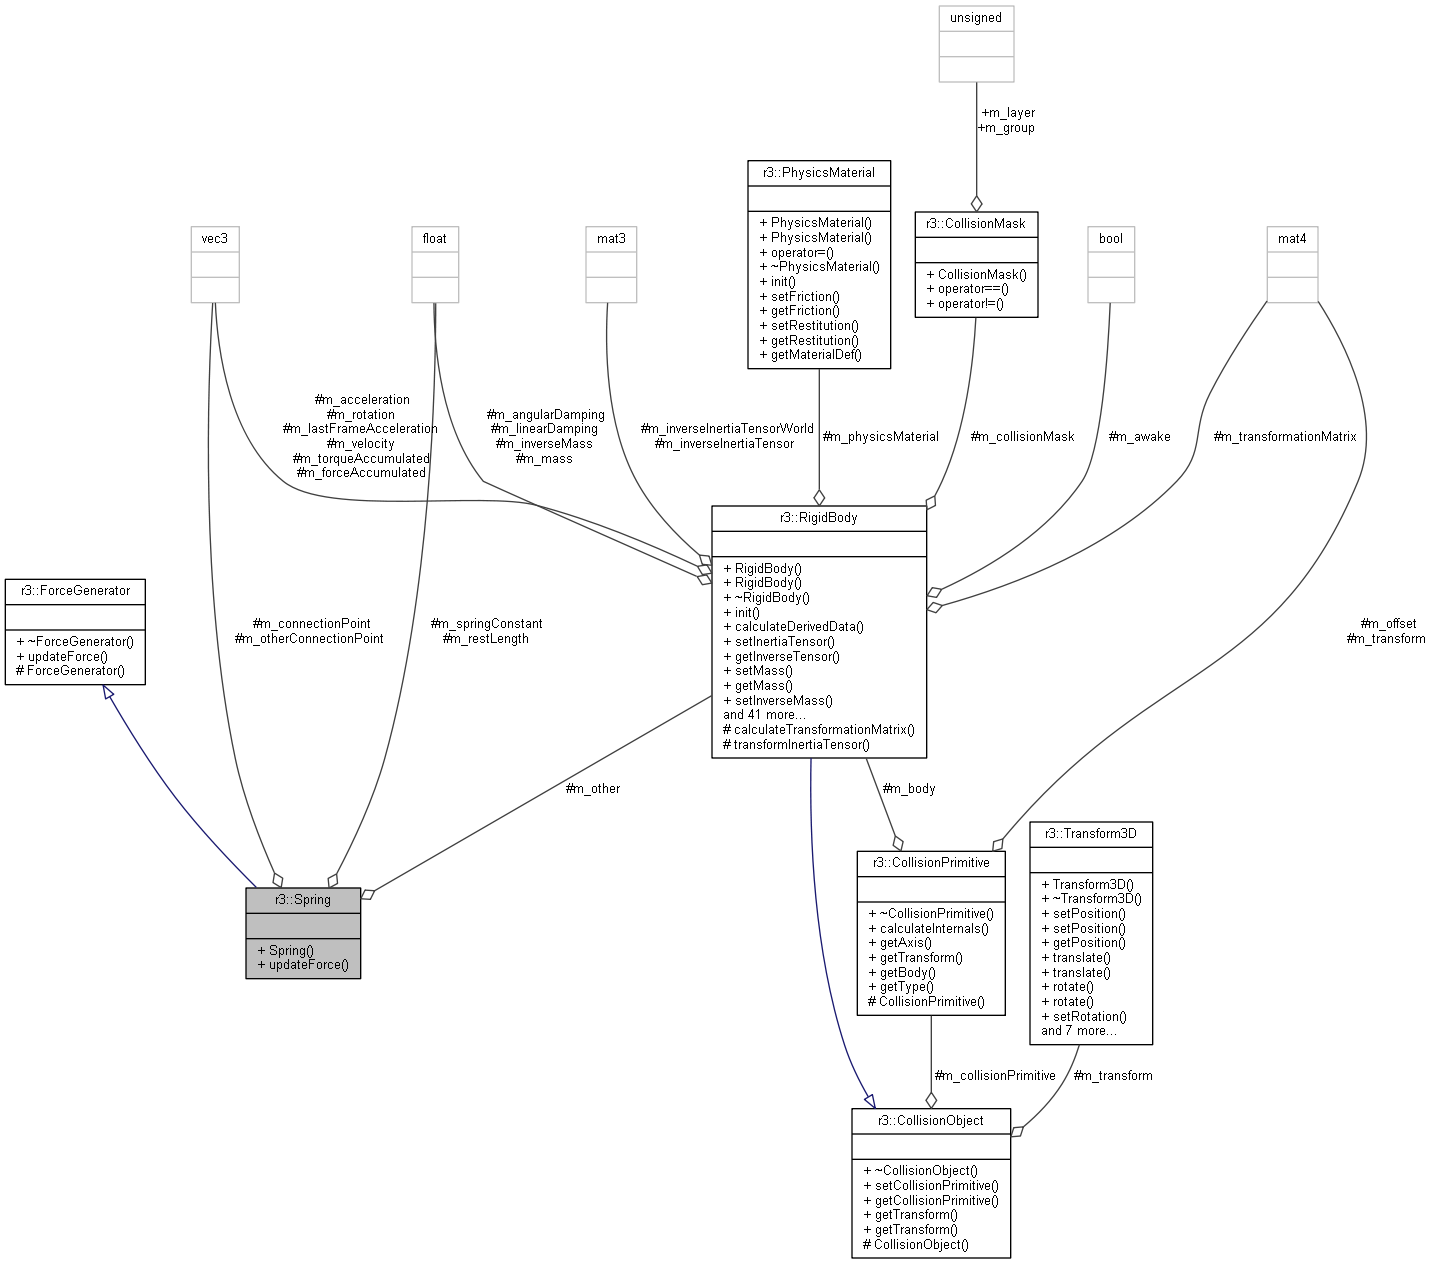 unsigned
+m_layer
+m_group
r3::PhysicsMaterial
+ PhysicsMaterial()
+ PhysicsMaterial()
+ operator=()
+ ~PhysicsMaterial()
+ init()
+ setFriction()
+ getFriction()
+ setRestitution()
+ getRestitution()
+ getMaterialDef()
r3::CollisionMask
+ CollisionMask()
+ operator==()
+ operator!=()
vec3
float
mat3
bool
mat4
#m_acceleration
#m_rotation
#m_lastFrameAcceleration
#m_velocity
#m_torqueAccumulated
#m_forceAccumulated
#m_angularDamping
#m_linearDamping
#m_inverseMass
#m_mass
#m_inverseInertiaTensorWorld
#m_inverseInertiaTensor
#m_physicsMaterial
#m_collisionMask
#m_awake
#m_transformationMatrix
r3::RigidBody
+ RigidBody()
+ RigidBody()
+ ~RigidBody()
+ init()
+ calculateDerivedData()
+ setInertiaTensor()
+ getInverseTensor()
+ setMass()
+ getMass()
+ setInverseMass()
and 41 more...
# calculateTransformationMatrix()
# transformInertiaTensor()
r3::ForceGenerator
+ ~ForceGenerator()
+ updateForce()
# ForceGenerator()
#m_connectionPoint
#m_otherConnectionPoint
#m_springConstant
#m_restLength
#m_offset
#m_transform
#m_other
#m_body
r3::Spring
+ Spring()
+ updateForce()
r3::CollisionPrimitive
+ ~CollisionPrimitive()
+ calculateInternals()
+ getAxis()
+ getTransform()
+ getBody()
+ getType()
# CollisionPrimitive()
r3::Transform3D
+ Transform3D()
+ ~Transform3D()
+ setPosition()
+ setPosition()
+ getPosition()
+ translate()
+ translate()
+ rotate()
+ rotate()
+ setRotation()
and 7 more...
#m_collisionPrimitive
#m_transform
r3::CollisionObject
+ ~CollisionObject()
+ setCollisionPrimitive()
+ getCollisionPrimitive()
+ getTransform()
+ getTransform()
# CollisionObject()